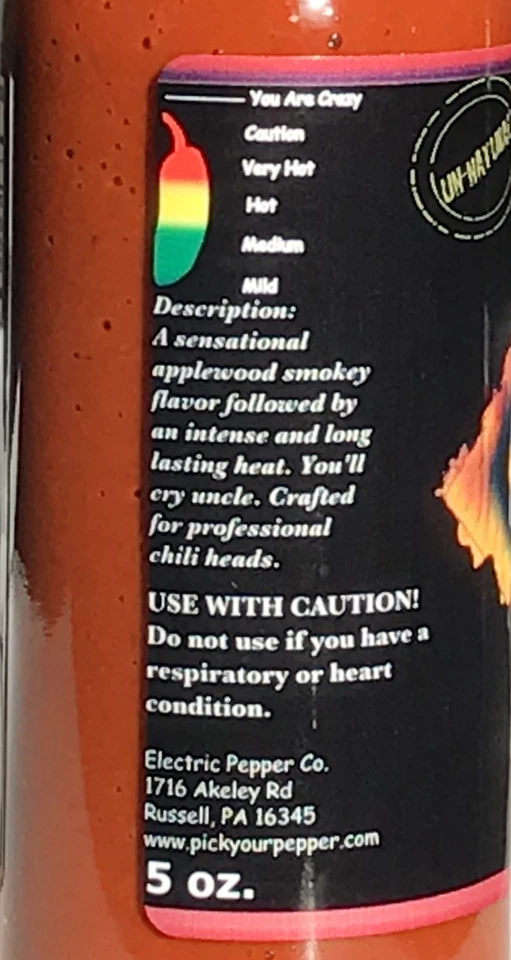 You Are Crazy
Caution
Very Hot
Hot
Medium
Mild
UN-NATURA
Description:
A sensational
applewood smokey
flavor followed by
an intense and long
lasting heat. You'll
cry uncle. Crafted
for professional
chili heads.
USE WITH CAUTION!
Do not use if you have a
respiratory or heart
condition.
Electric Pepper Co.
1716 Akeley Rd
Russell, PA 16345
www.pickyourpepper.com
5 oz.